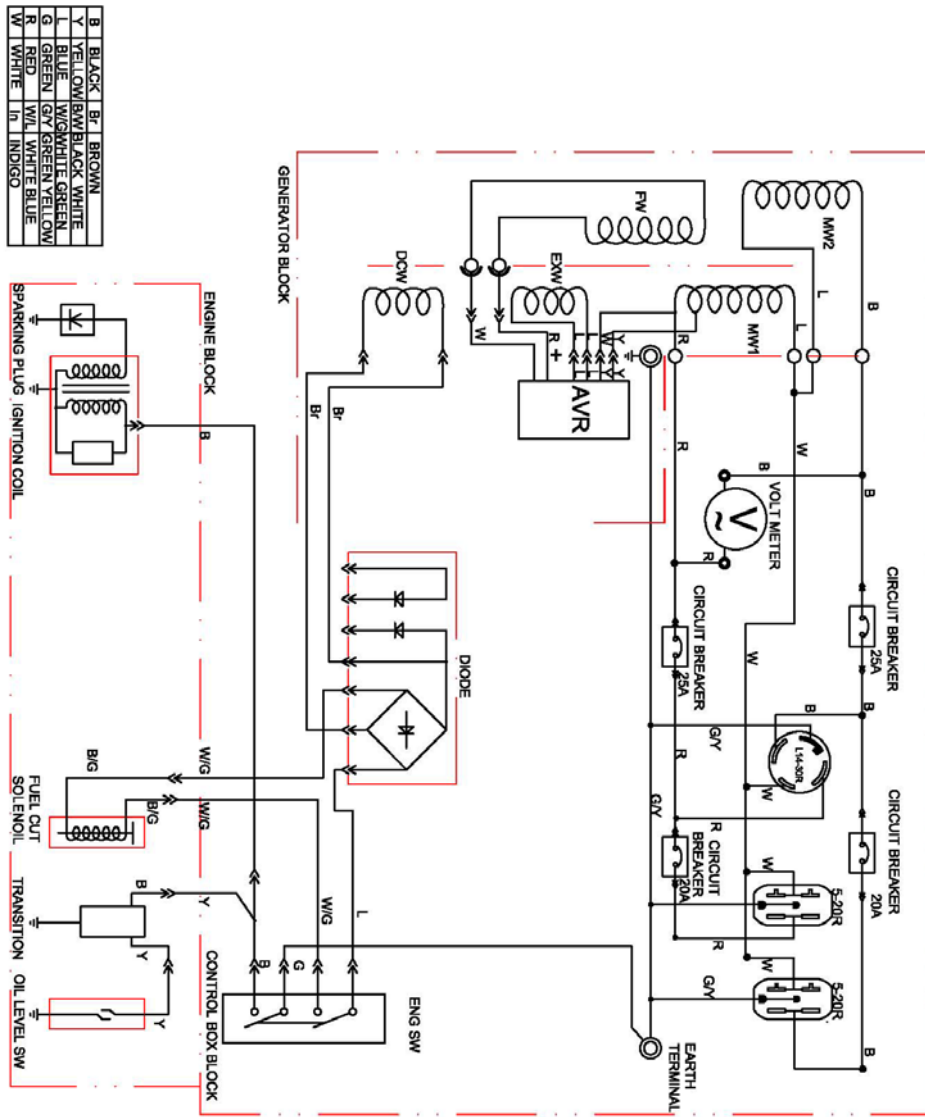 B BLACK Br BROWN
Y YELLOW B/W BLACK WHITE
L BLUE W/G WHITE GREEN
G GREEN G/Y GREEN YELLOW
R RED W/L WHITE BLUE
W WHITE In INDIGO
GENERATOR BLOCK
MW2
FW
EXW
DCW
MW1
B
L
L
R
Y
W
L
Y
L
Y
R +
W
AVR
Br
Br
R
W
B
B
VOLT METER
V
~
R
ENGINE BLOCK
SPARKING PLUG
IGNITION COIL
B
DIODE
CIRCUIT BREAKER
25A
CIRCUIT BREAKER
25A
W
B
B
L14-30R
G/Y
R
W
G/Y
CIRCUIT BREAKER
20A
R CIRCUIT
BREAKER
20A
W
5-20R
R
W
5-20R
G/Y
B
EARTH
TERMINAL
FUEL CUT
SOLENOIL
B/G
B/G
W/G
W/G
W/G
L
TRANSITION
B
Y
Y
OIL LEVEL SW
Y
B
G
CONTROL BOX BLOCK
ENG SW